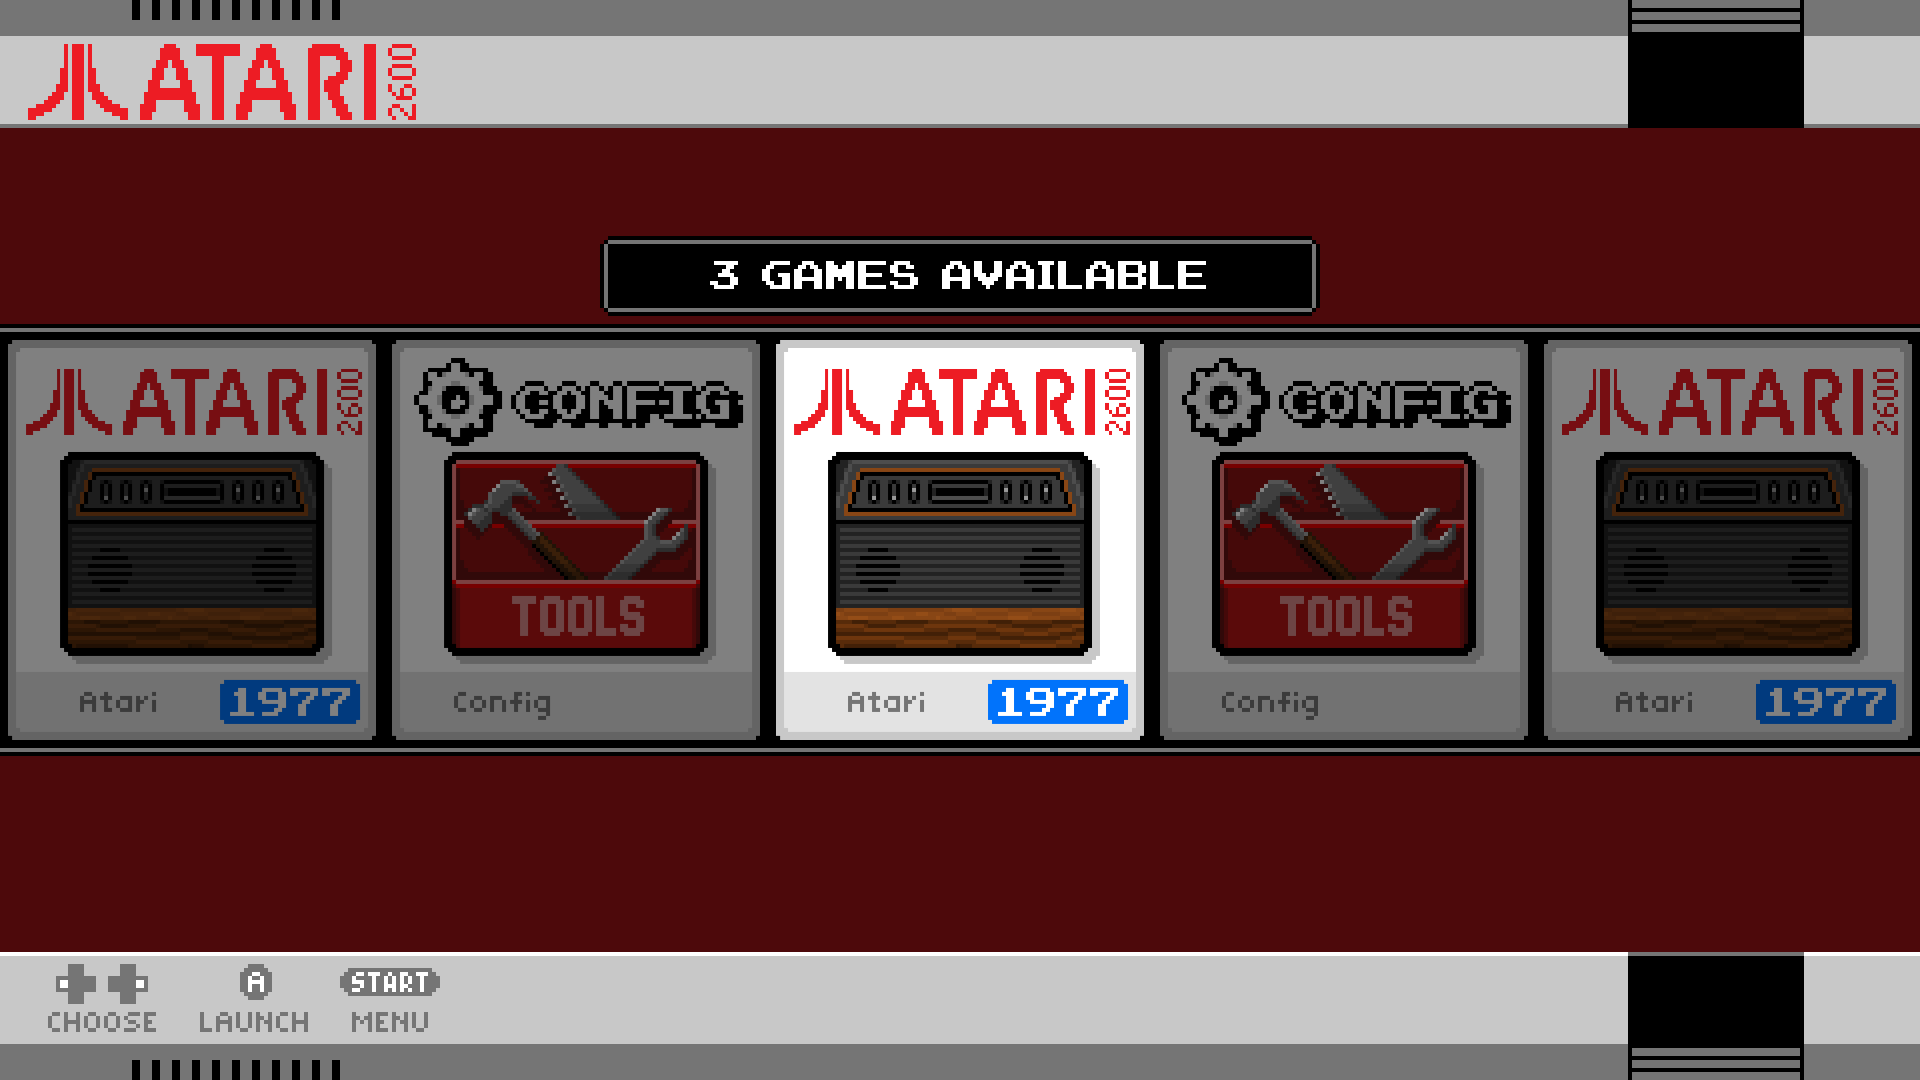 ATARI 2600
3 GAMES AVAILABLE
ATARI 2600
CONFIG
ATARI 2600
CONFIG
ATARI 2600
TOOLS
TOOLS
Atari 1977
Config
Atari 1977
Config
Atari 1977
A START
CHOOSE LAUNCH MENU